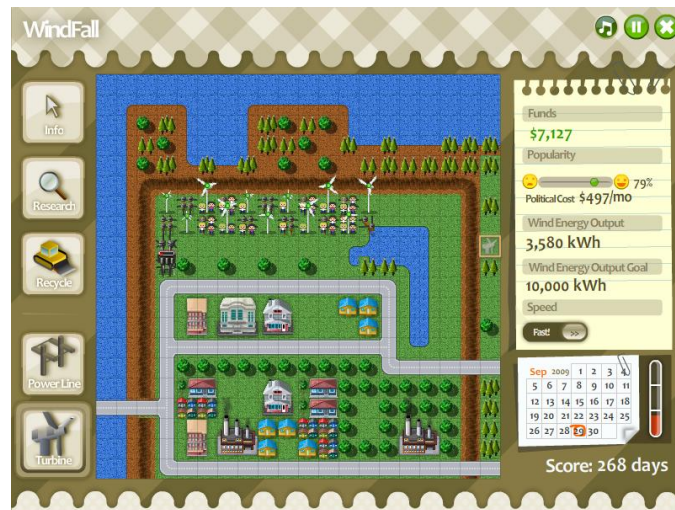 WindFall
Info
Research
Recycle
Power Line
Turbine
Funds
$7,127
Popularity
79%
Political Cost $497/mo
Wind Energy Output
3,580 kWh
Wind Energy Output Goal
10,000 kWh
Speed
Fast! >>
Sep 2009 1 2 3 4
5 6 7 8 9 10 11
12 13 14 15 16 17 18
19 20 21 22 23 24 25
26 27 28 29 30
Score: 268 days